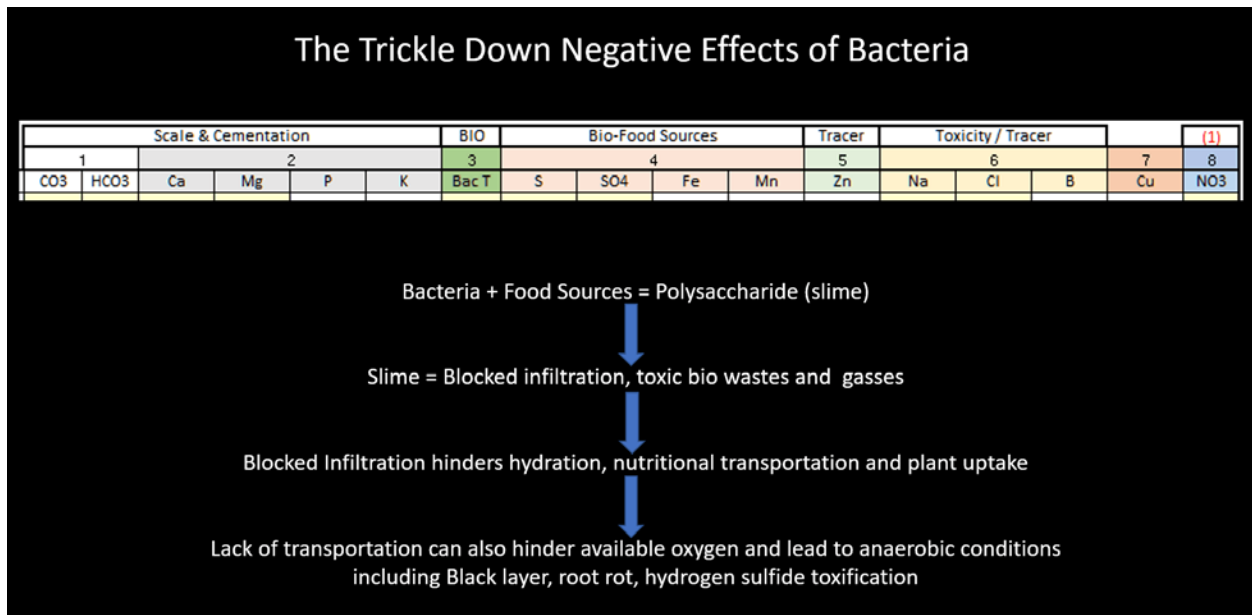 The Trickle Down Negative Effects of Bacteria
Scale & Cementation BIO Bio-Food Sources Tracer Toxicity / Tracer (1)
1 2 3 4 5 6 7 8
CO3 HCO3 Ca Mg P K Bac T S SO4 Fe Mn Zn Na Cl B Cu NO3
Bacteria + Food Sources = Polysaccharide (slime)
Slime = Blocked infiltration, toxic bio wastes and gasses
Blocked Infiltration hinders hydration, nutritional transportation and plant uptake
Lack of transportation can also hinder available oxygen and lead to anaerobic conditions
including Black layer, root rot, hydrogen sulfide toxification